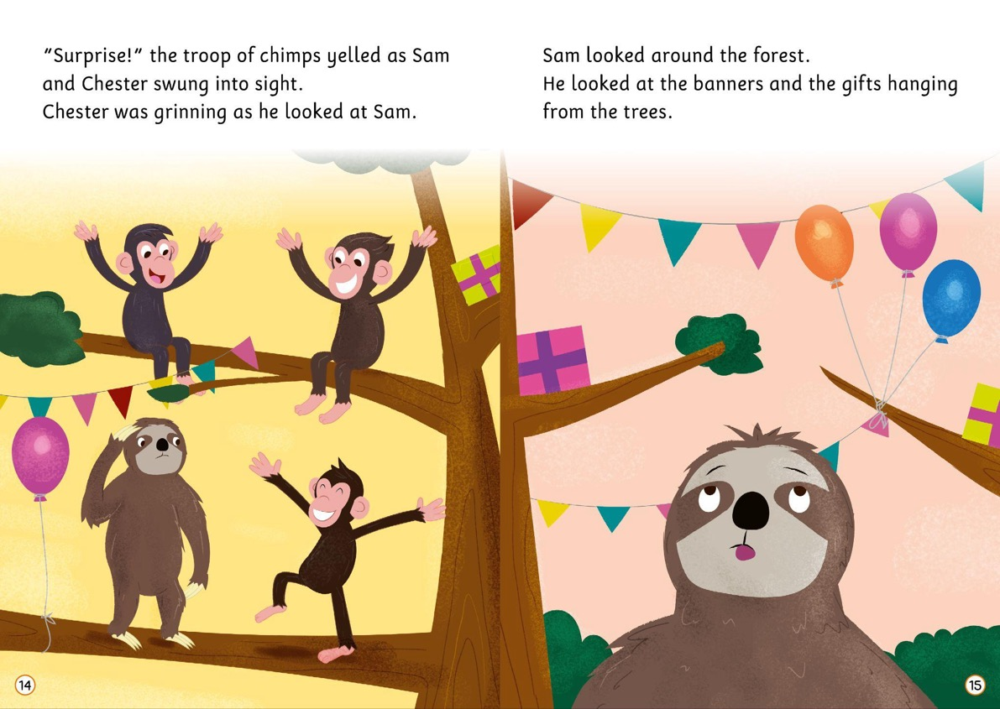 "Surprise!" the troop of chimps yelled as Sam
and Chester swung into sight.
Chester was grinning as he looked at Sam.
14
Sam looked around the forest.
He looked at the banners and the gifts hanging
from the trees.
15